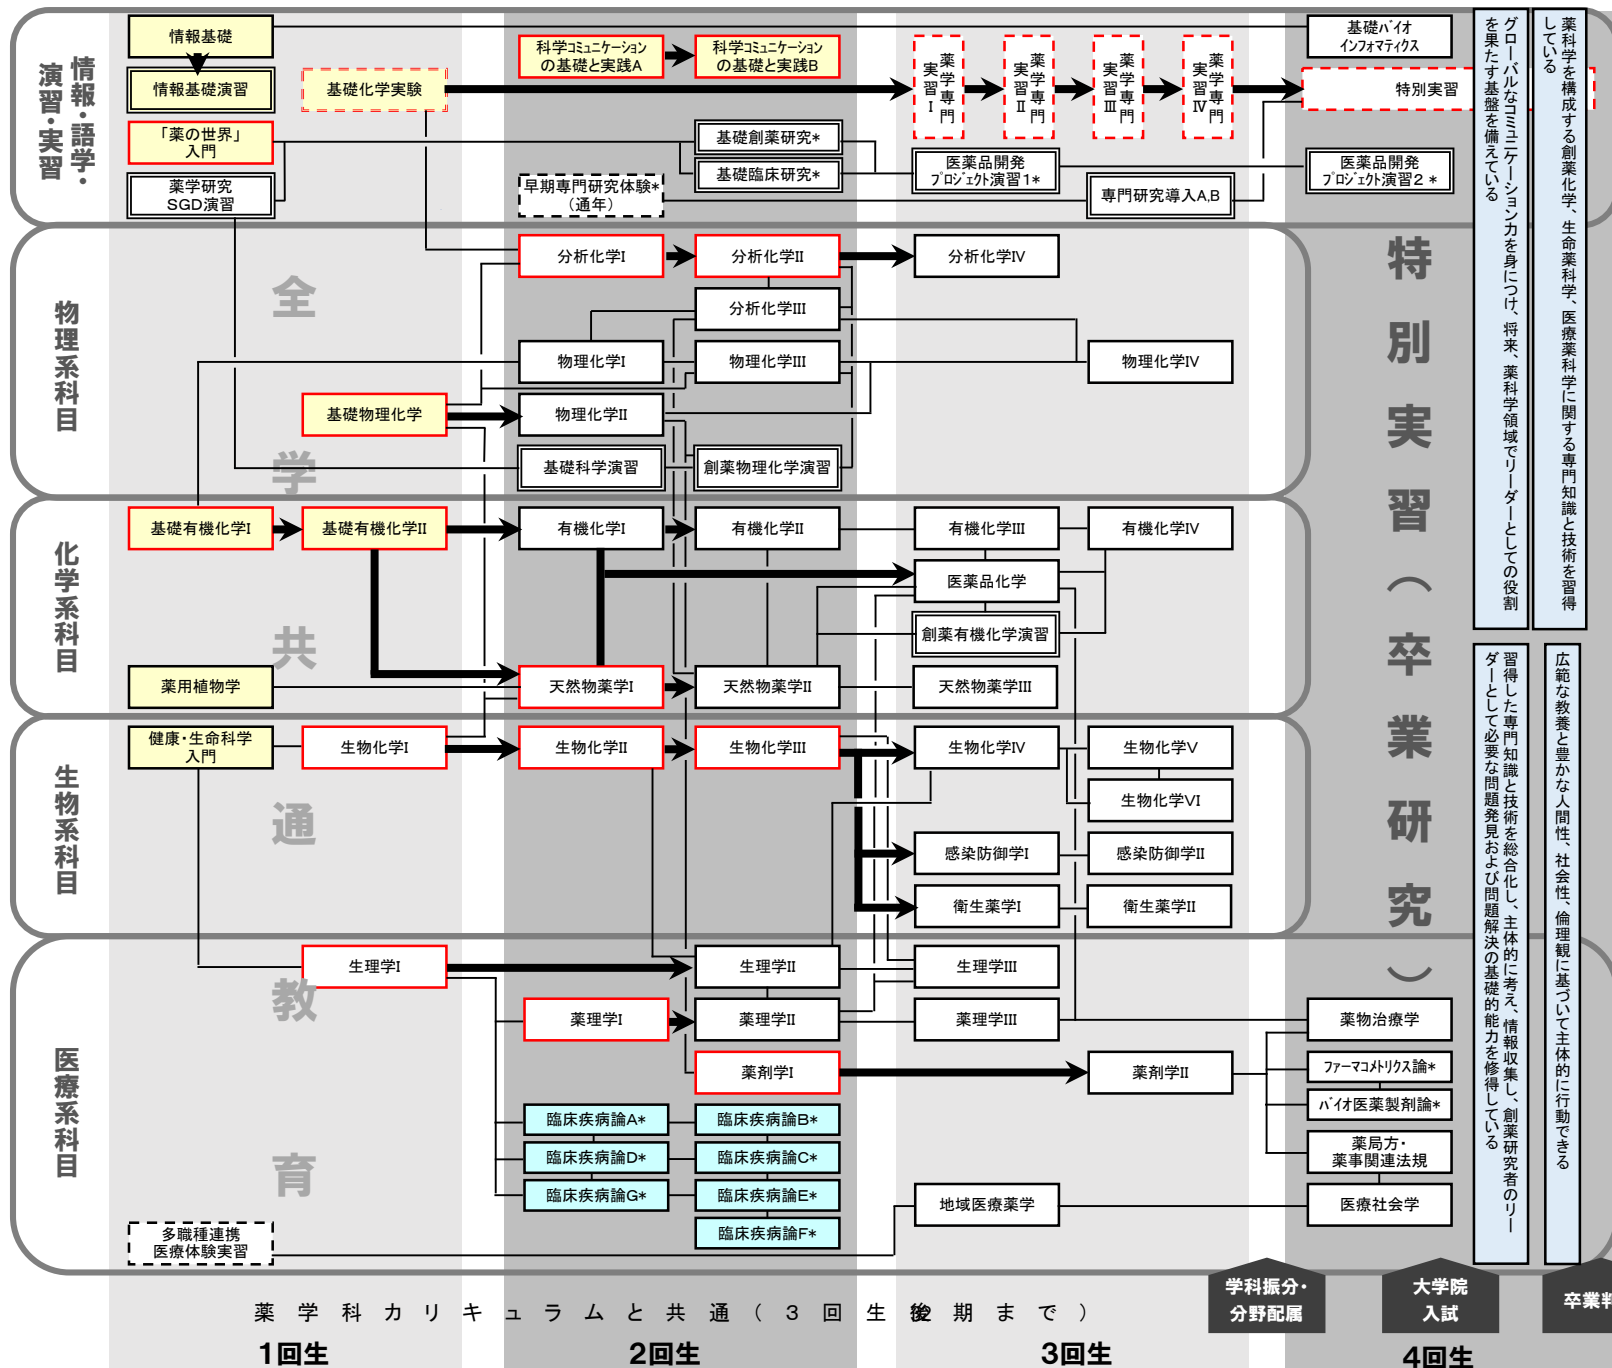 情報・語学・
演習・実習
情報基礎
情報基礎演習
「薬の世界」
入門
薬学研究
SGD演習
基礎化学実験
科学コミュニケーション
の基礎と実践A
科学コミュニケーション
の基礎と実践B
基礎創薬研究*
基礎臨床研究*
早期専門研究体験*
(通年)
薬学専門
実習I
薬学専門
実習II
薬学専門
実習III
薬学専門
実習IV
医薬品開発
プロジェクト演習1*
専門研究導入A,B
基礎バイオ
インフォマティクス
特別実習
医薬品開発
プロジェクト演習2 *
物理系科目
基礎物理化学
分析化学I
分析化学II
分析化学III
分析化学IV
物理化学I
物理化学III
物理化学IV
物理化学II
基礎科学演習
創薬物理化学演習
化学系科目
基礎有機化学I
基礎有機化学II
有機化学I
有機化学II
有機化学III
有機化学IV
医薬品化学
創薬有機化学演習
薬用植物学
天然物薬学I
天然物薬学II
天然物薬学III
生物系科目
健康・生命科学
入門
生物化学I
生物化学II
生物化学III
生物化学IV
生物化学V
生物化学VI
感染防御学I
感染防御学II
衛生薬学I
衛生薬学II
医療系科目
生理学I
生理学II
生理学III
薬理学I
薬理学II
薬理学III
薬剤学I
薬剤学II
臨床疾病論A*
臨床疾病論B*
臨床疾病論D*
臨床疾病論C*
臨床疾病論G*
臨床疾病論E*
臨床疾病論F*
多職種連携
医療体験実習
地域医療薬学
薬物治療学
ファーマコメトリクス論*
バイオ医薬製剤論*
薬局方・
薬事関連法規
医療社会学
全学共通教育
特別実習(卒業研究)
薬科学を構成する創薬化学、生命薬科学、医療薬科学に関する専門知識と技術を習得
している
グローバルなコミュニケーション力を身につけ、将来、薬科学領域でリーダーとしての役割
を果たす基盤を備えている
広範な教養と豊かな人間性、社会性、倫理観に基づいて主体的に行動できる
習得した専門知識と技術を総合化し、主体的に考え、情報収集し、創薬研究者のリー
ダーとして必要な問題発見および問題解決の基礎的能力を修得している
学科振分・
分野配属
大学院
入試
卒業判
薬学科カリキュラムと共通(3回生後期まで)
1回生
2回生
3回生
4回生